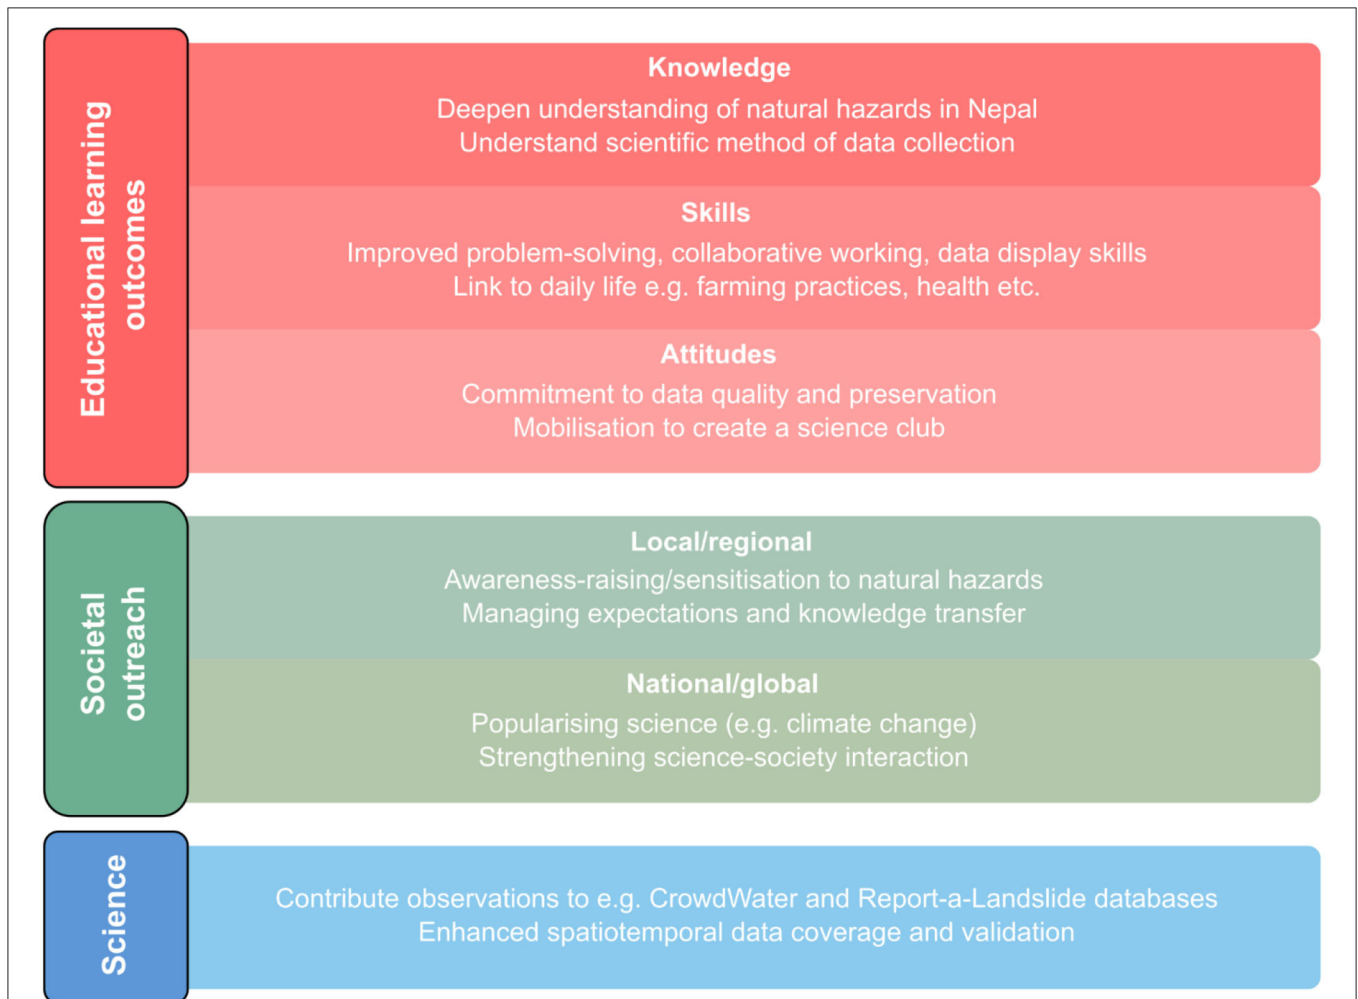 Educational learning
outcomes
Knowledge
Deepen understanding of natural hazards in Nepal
Understand scientific method of data collection
Skills
Improved problem-solving, collaborative working, data display skills
Link to daily life e.g. farming practices, health etc.
Attitudes
Commitment to data quality and preservation
Mobilisation to create a science club
Societal
outreach
Local/regional
Awareness-raising/sensitisation to natural hazards
Managing expectations and knowledge transfer
National/global
Popularising science (e.g. climate change)
Strengthening science-society interaction
Science
Contribute observations to e.g. CrowdWater and Report-a-Landslide databases
Enhanced spatiotemporal data coverage and validation